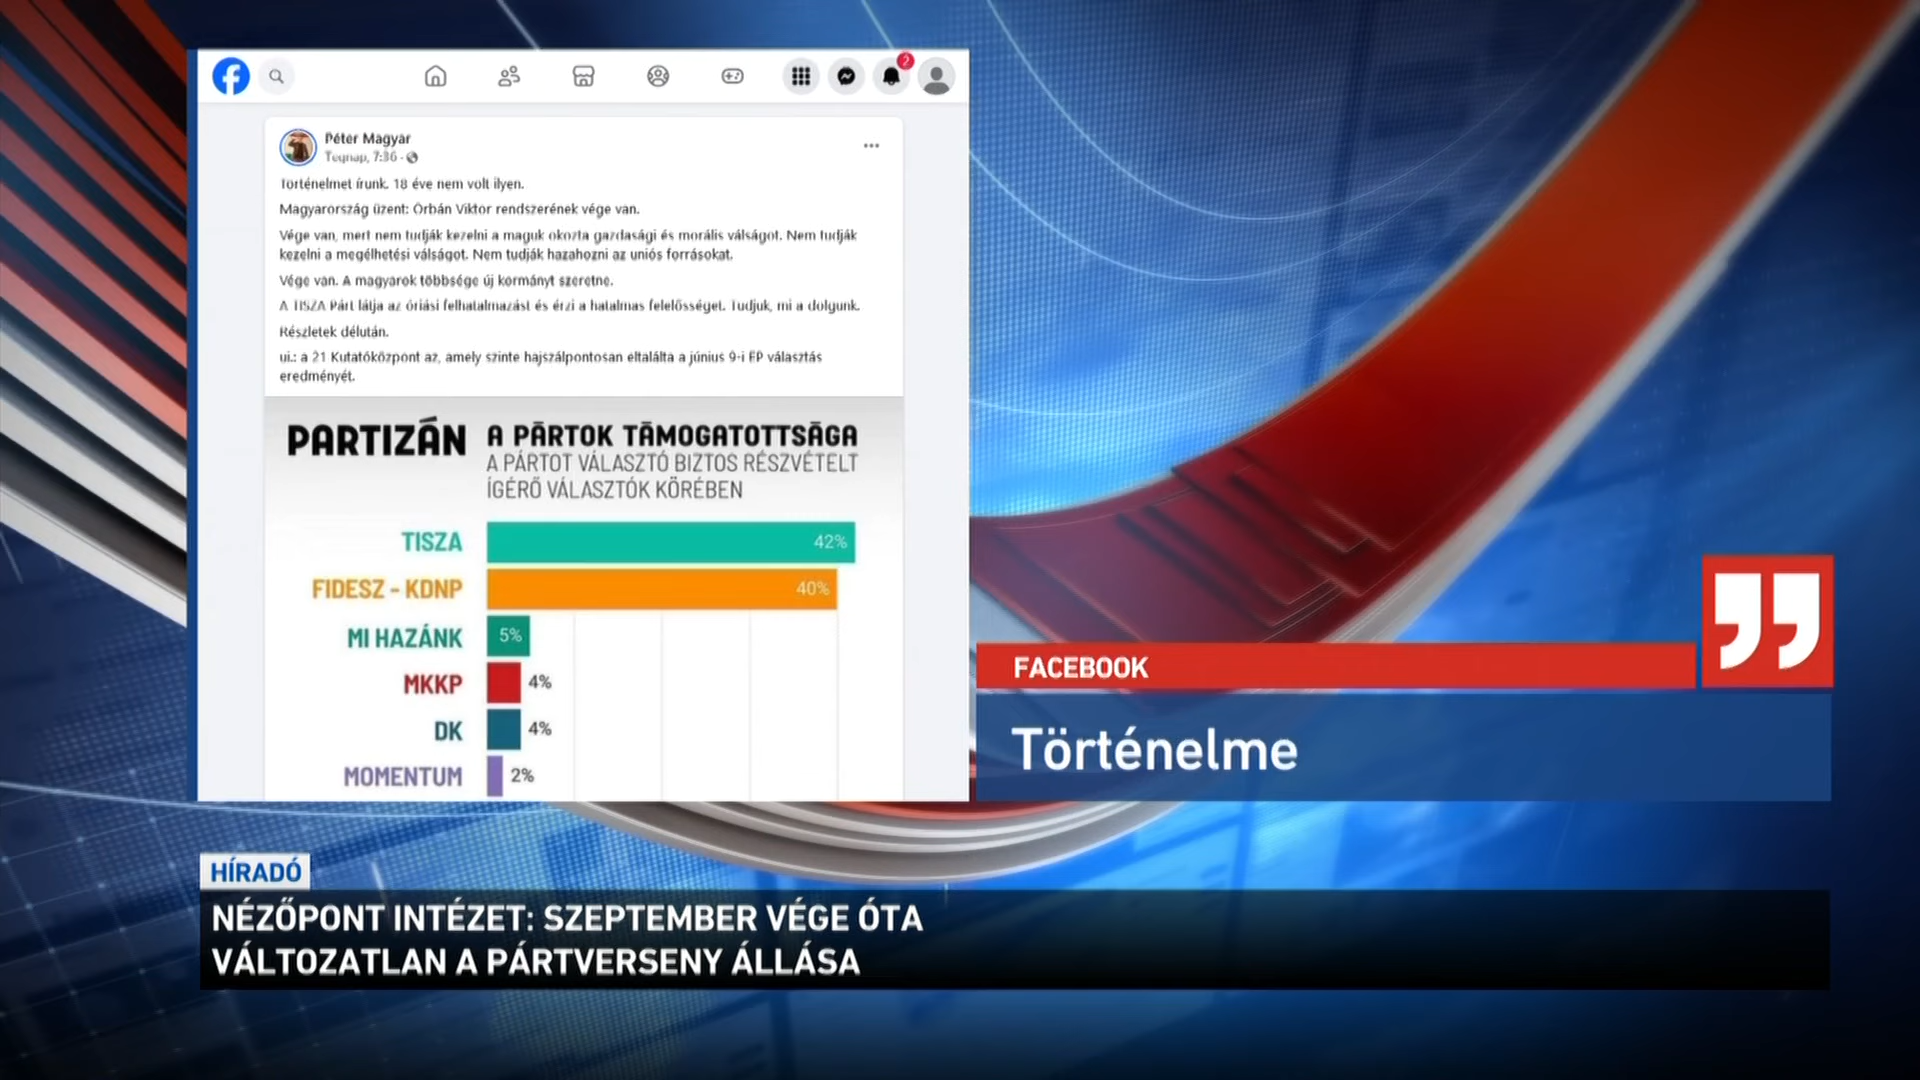 2
Péter Magyar
Tegnap, 7:36
Történelmet írunk. 18 éve nem volt ilyen.
Magyarország üzent: Orbán Viktor rendszerének vége van.
Vége van, mert nem tudják kezelni a maguk okozta gazdasági és morális válságot. Nem tudják
kezelni a megélhetési válságot. Nem tudják hazahozni az uniós forrásokat.
Vége van. A magyarok többsége új kormányt szeretne.
A TISZA Párt látja az óriási felhatalmazást és érzi a hatalmas felelősséget. Tudjuk, mi a dolgunk.
Részletek délután.
ui.: a 21 Kutatóközpont az, amely szinte hajszálpontosan eltalálta a június 9-i EP választás
eredményét.
PARTIZÁN
A PÁRTOK TÁMOGATOTTSÁGA
A PÁRTOT VÁLASZTÓ BIZTOS RÉSZVÉTELT
ÍGÉRŐ VÁLASZTÓK KÖRÉBEN
TISZA 42%
FIDESZ - KDNP 40%
MI HAZÁNK 5%
MKKP 4%
DK 4%
MOMENTUM 2%
FACEBOOK
Történelme
HÍRADÓ
NÉZŐPONT INTÉZET: SZEPTEMBER VÉGE ÓTA
VÁLTOZATLAN A PÁRTVERSENY ÁLLÁSA